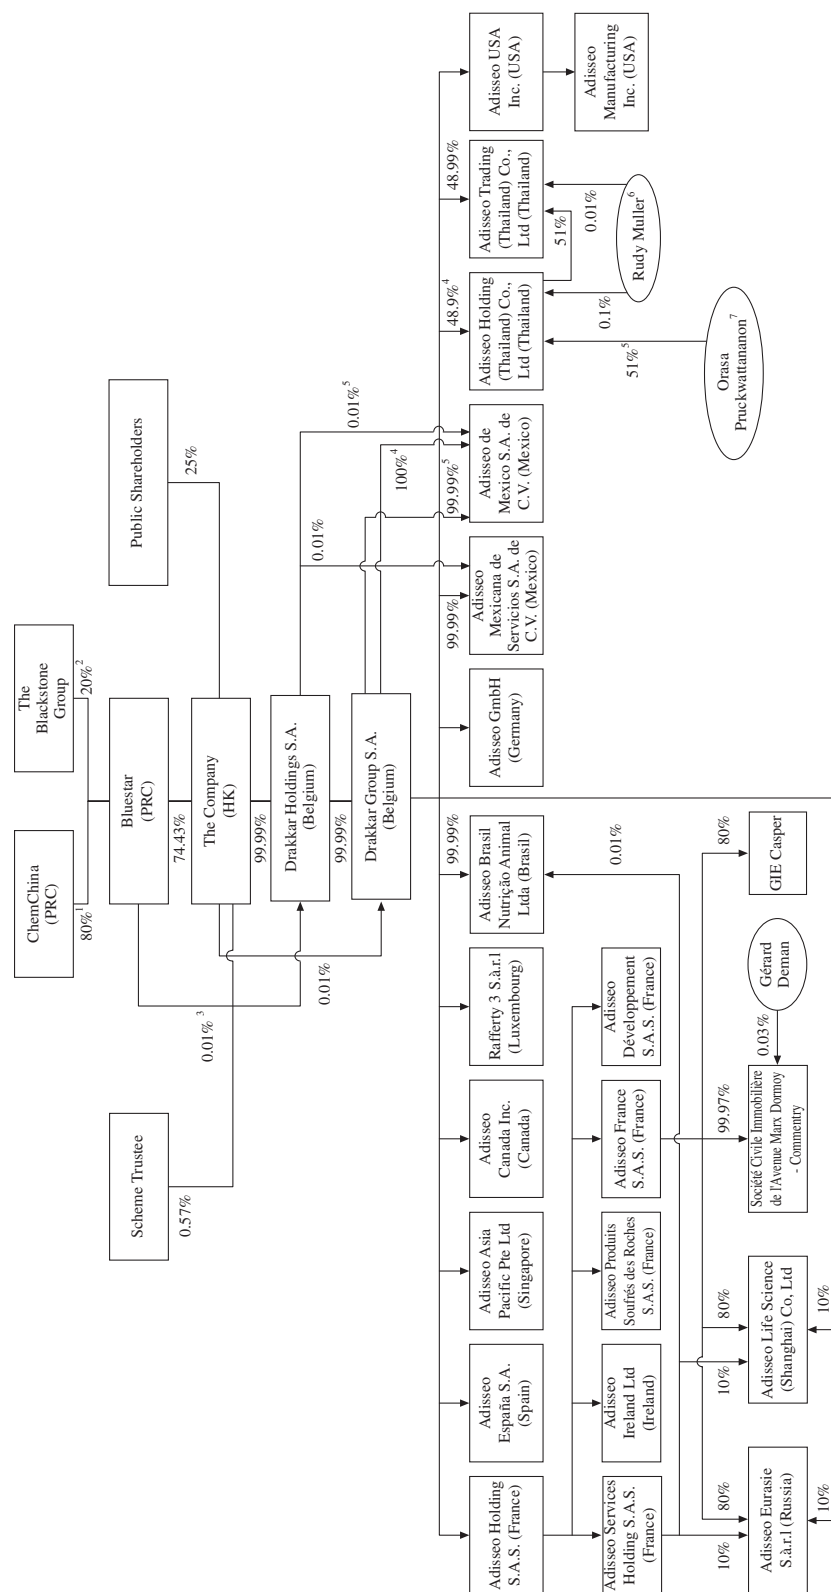 ChemChina
(PRC)
The
Blackstone
Group
80%1
20%2
Bluestar
(PRC)
Scheme Trustee
Public Shareholders
0.57%
74.43%
25%
The Company
(HK)
0.01% 3
99.99%
Drakkar Holdings S.A.
(Belgium)
0.01%
99.99%
0.01%
0.01%5
Drakkar Group S.A.
(Belgium)
100%4
99.99%
99.99%
99.99%5
48.9%4
48.99%
Adisseo Holding
S.A.S. (France)
Adisseo
España S.A.
(Spain)
Adisseo Asia
Pacific Pte Ltd
(Singapore)
Adisseo
Canada Inc.
(Canada)
Rafferty 3 S.à.r.l
(Luxembourg)
Adisseo Brasil
Nutrição Animal
Ltda (Brasil)
Adisseo GmbH
(Germany)
Adisseo
Mexicana de
Servicios S.A. de
C.V. (Mexico)
Adisseo de
Mexico S.A. de
C.V. (Mexico)
Adisseo Holding
(Thailand) Co.,
Ltd (Thailand)
Adisseo Trading
(Thailand) Co.,
Ltd (Thailand)
Adisseo USA
Inc. (USA)
51%
0.1%
0.01%
Adisseo
Manufacturing
Inc. (USA)
Adisseo Services
Holding S.A.S.
(France)
Adisseo
Ireland Ltd
(Ireland)
Adisseo Produits
Soufrés des Roches
S.A.S. (France)
Adisseo France
S.A.S. (France)
Adisseo
Développement
S.A.S. (France)
0.01%
Rudy Muller6
51%5
10%
80%
10%
80%
99.97%
0.03%
80%
Orasa
Pruckwattananon7
Adisseo Eurasie
S.à.r.l (Russia)
Adisseo Life Science
(Shanghai) Co, Ltd
Société Civile Immobilière
de l'Avenue Marx Dormoy
- Commentry
Gérard
Deman
GIE Casper
10%
10%